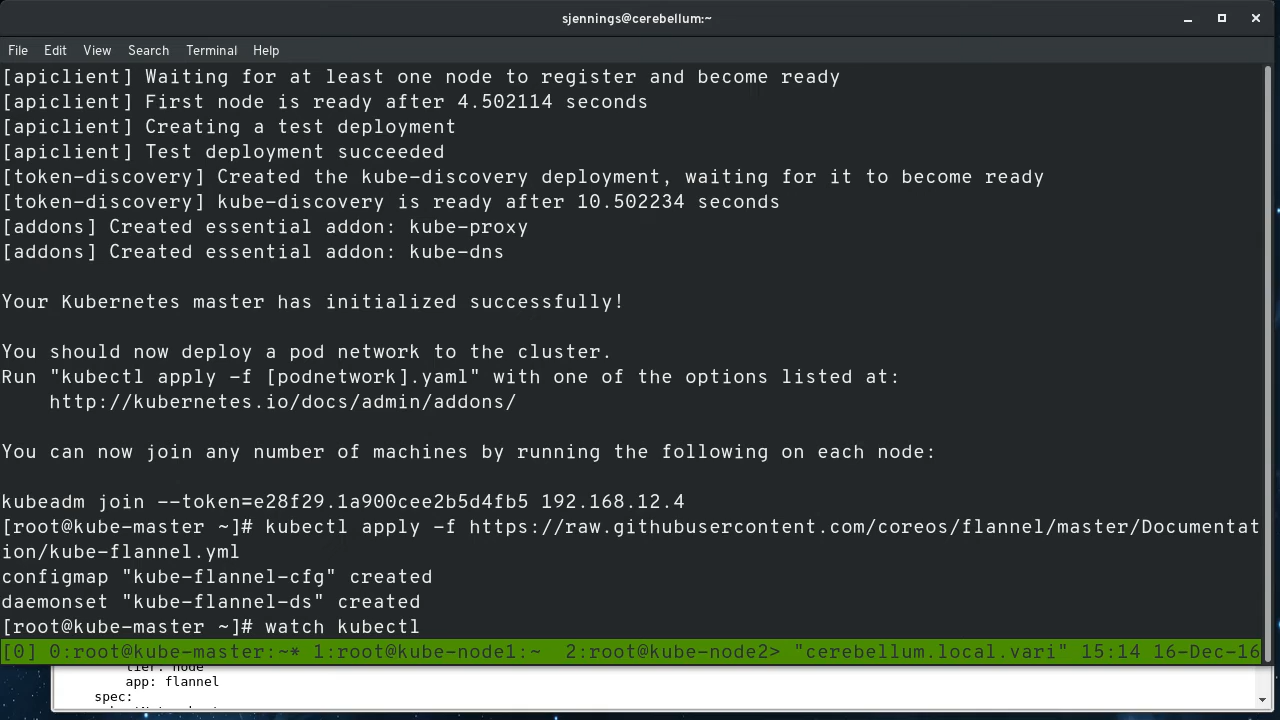 sjennings@cerebellum:~
File Edit View Search Terminal Help
[apiclient] Waiting for at least one node to register and become ready
[apiclient] First node is ready after 4.502114 seconds
[apiclient] Creating a test deployment
[apiclient] Test deployment succeeded
[token-discovery] Created the kube-discovery deployment, waiting for it to become ready
[token-discovery] kube-discovery is ready after 10.502234 seconds
[addons] Created essential addon: kube-proxy
[addons] Created essential addon: kube-dns
Your Kubernetes master has initialized successfully!
You should now deploy a pod network to the cluster.
Run "kubectl apply -f [podnetwork].yaml" with one of the options listed at:
http://kubernetes.io/docs/admin/addons/
You can now join any number of machines by running the following on each node:
kubeadm join --token=e28f29.1a900cee2b5d4fb5 192.168.12.4
[root@kube-master ~]# kubectl apply -f https://raw.githubusercontent.com/coreos/flannel/master/Documentat
ion/kube-flannel.yml
configmap "kube-flannel-cfg" created
daemonset "kube-flannel-ds" created
[root@kube-master ~]# watch kubectl
[0] 0:root@kube-master:~* 1:root@kube-node1:~  2:root@kube-node2> "cerebellum.local.vari" 15:14 16-Dec-16
tier: node
app: flannel
spec: